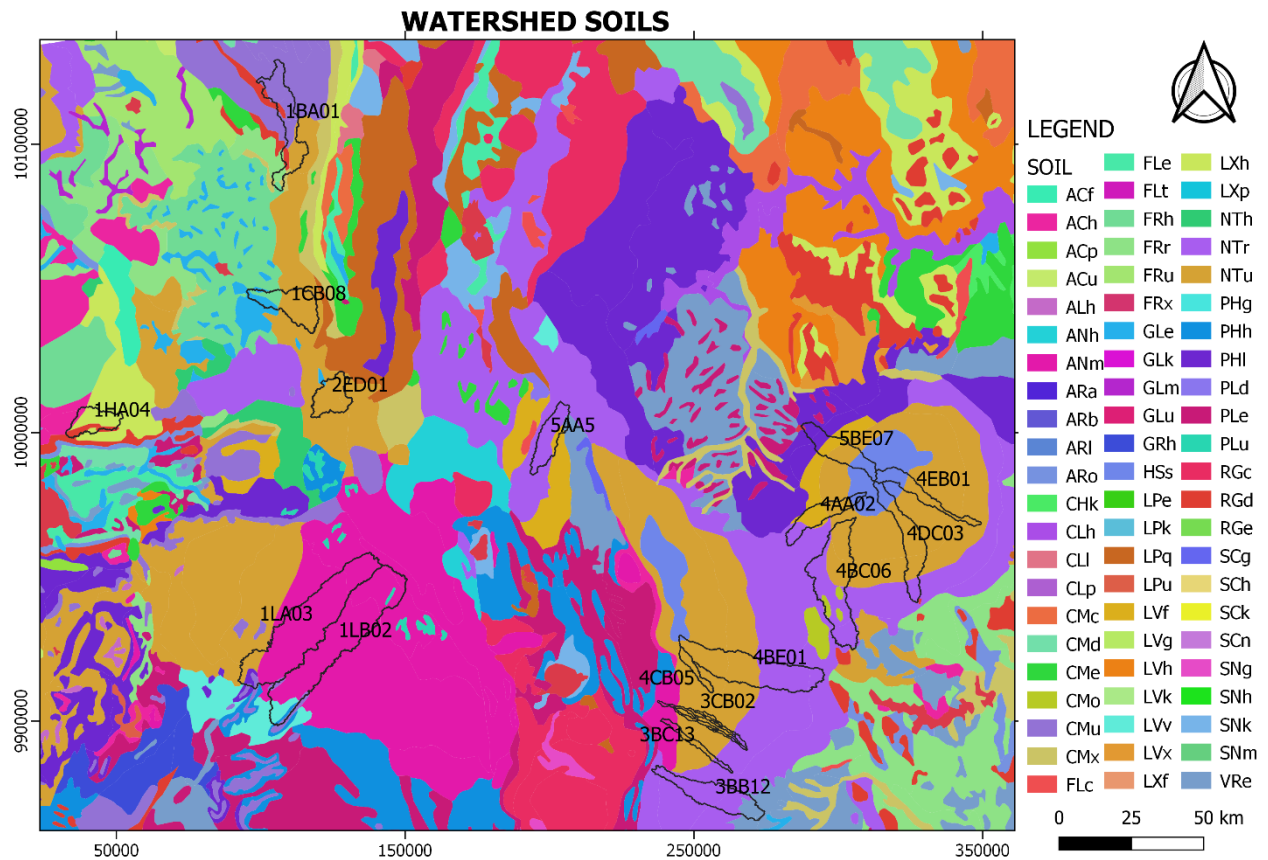 WATERSHED SOILS
1BA01
1CB08
2ED01
1HA04
5AA5
5BE07
4EB01
4AA02
4DC03
4BC06
1LA03
1LB02
4BE01
4CB05
3CB02
3BC13
3BB12
10100000
10000000
9900000
50000
150000
250000
350000
LEGEND
SOIL
ACf
ACh
ACp
ACu
ALh
ANh
ANm
ARa
ARb
ARl
ARo
CHk
CLh
CLl
CLp
CMc
CMd
CMe
CMo
CMu
CMx
FLc
FLe
FLt
FRh
FRr
FRu
FRx
GLe
GLk
GLm
GLu
GRh
HSs
LPe
LPk
LPq
LPu
LVf
LVg
LVh
LVk
LVv
LVx
LXf
LXh
LXp
NTh
NTr
NTu
PHg
PHh
PHl
PLd
PLe
PLu
RGc
RGd
RGe
SCg
SCh
SCk
SCn
SNg
SNh
SNk
SNm
VRe
0 25 50 km